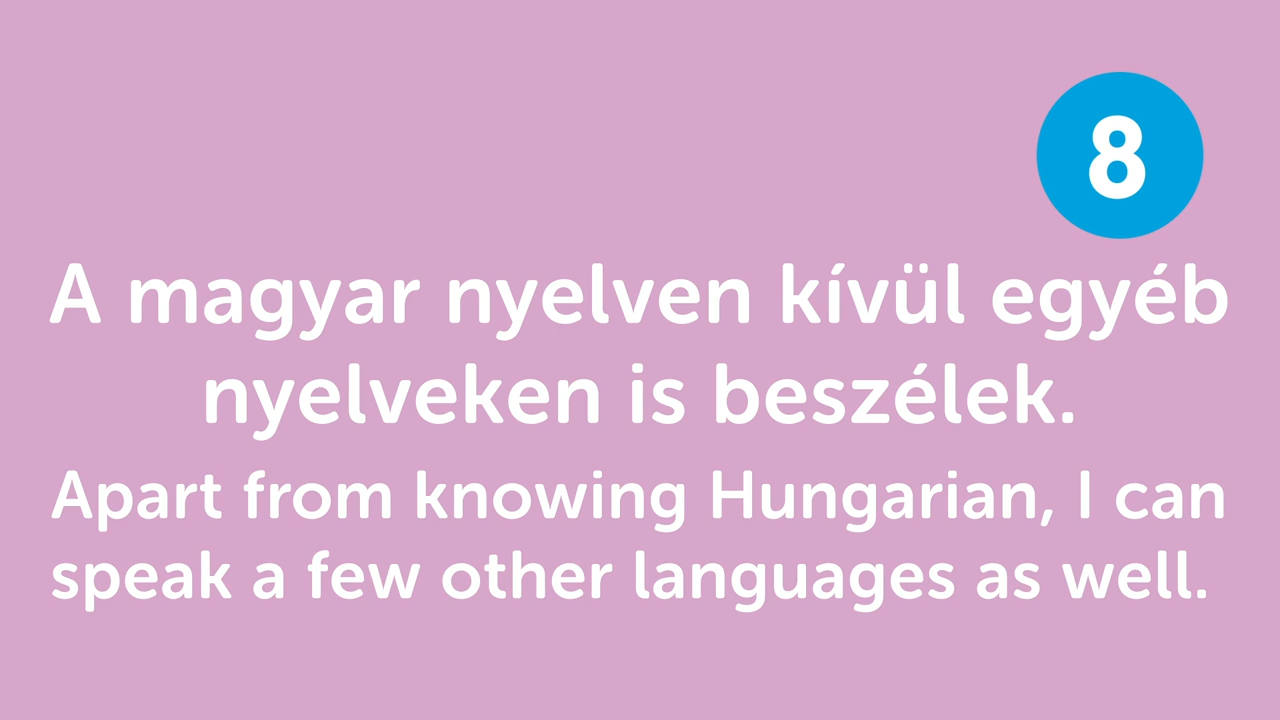 8
A magyar nyelven kívül egyéb
nyelveken is beszélek.
Apart from knowing Hungarian, I can
speak a few other languages as well.